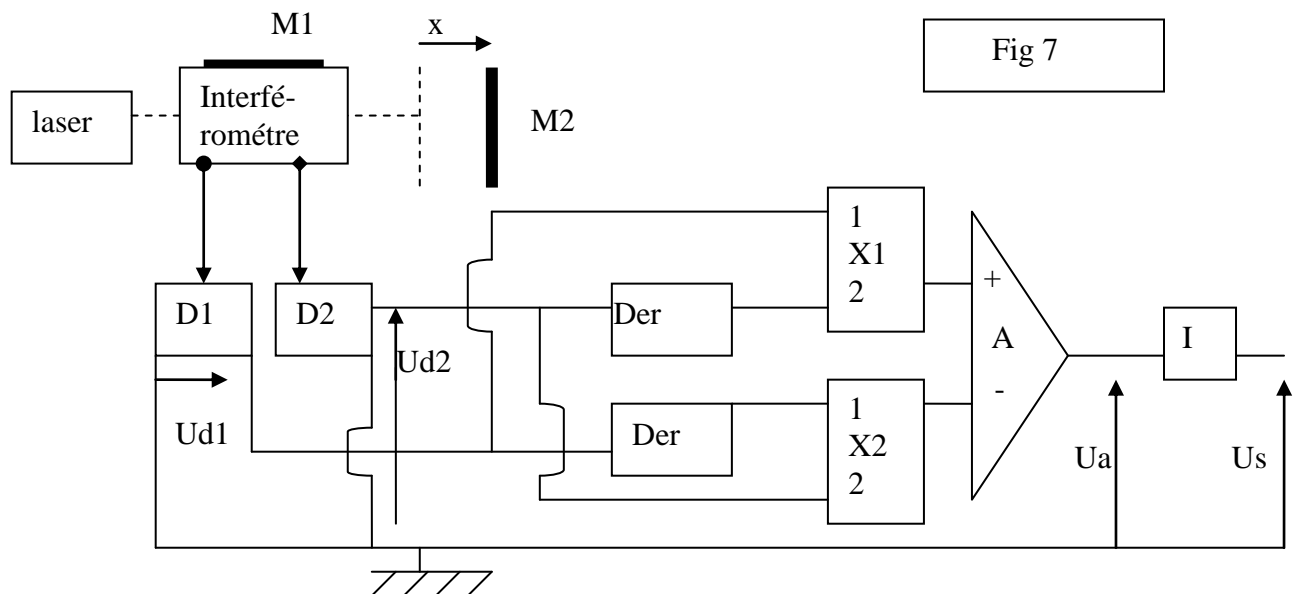 M1
x
Fig 7
laser
Interfé-
rométre
M2
1
X1
2
D1
D2
Der
+
A
-
I
Ud2
Ud1
Der
1
X2
2
Ua
Us